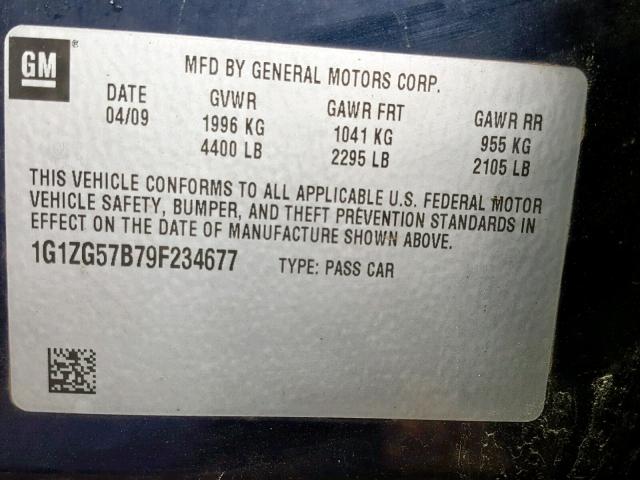 GM ®
MFD BY GENERAL MOTORS CORP.
DATE GVWR GAWR FRT GAWR RR
04/09 1996 KG 1041 KG 955 KG
4400 LB 2295 LB 2105 LB
THIS VEHICLE CONFORMS TO ALL APPLICABLE U.S. FEDERAL MOTOR
VEHICLE SAFETY, BUMPER, AND THEFT PREVENTION STANDARDS IN
EFFECT ON THE DATE OF MANUFACTURE SHOWN ABOVE.
1G1ZG57B79F234677 TYPE: PASS CAR